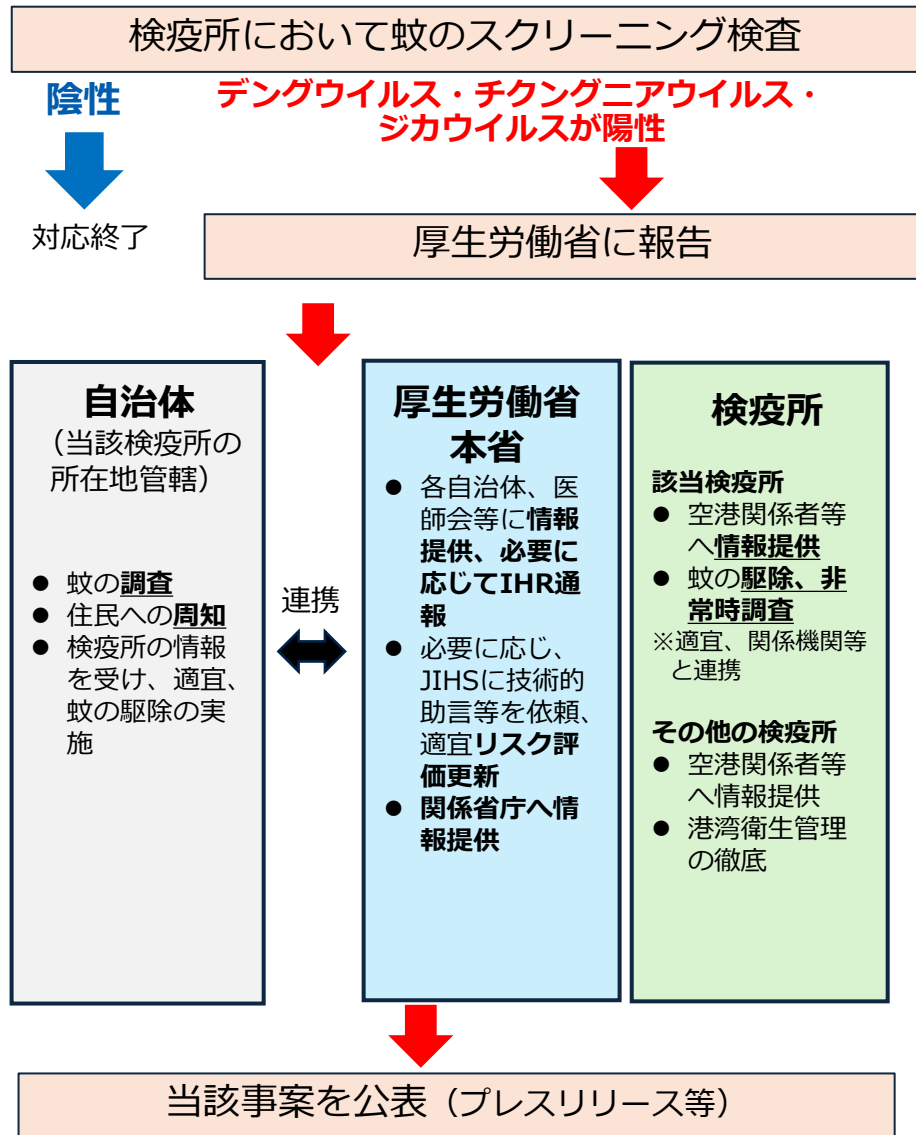 検疫所において蚊のスクリーニング検査
陰性
デングウイルス・チクングニアウイルス・
ジカウイルスが陽性
対応終了
厚生労働省に報告
自治体
（当該検疫所の
所在地管轄）
● 蚊の調査
● 住民への周知
● 検疫所の情報
を受け、適宜、
蚊の駆除の実
施
連携
厚生労働省
本省
● 各自治体、医
師会等に情報
提供、必要に
応じてIHR通
報
● 必要に応じ、
JIHSに技術的
助言等を依頼、
適宜リスク評
価更新
● 関係省庁へ情
報提供
検疫所
該当検疫所
● 空港関係者等
へ情報提供
● 蚊の駆除、非
常時調査
※適宜、関係機関等
と連携
その他の検疫所
● 空港関係者等
へ情報提供
● 港湾衛生管理
の徹底
当該事案を公表（プレスリリース等）